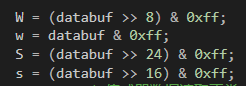 W = (databuf >> 8) & 0xff;
w = databuf & 0xff;
S = (databuf >> 24) & 0xff;
s = (databuf >> 16) & 0xff;